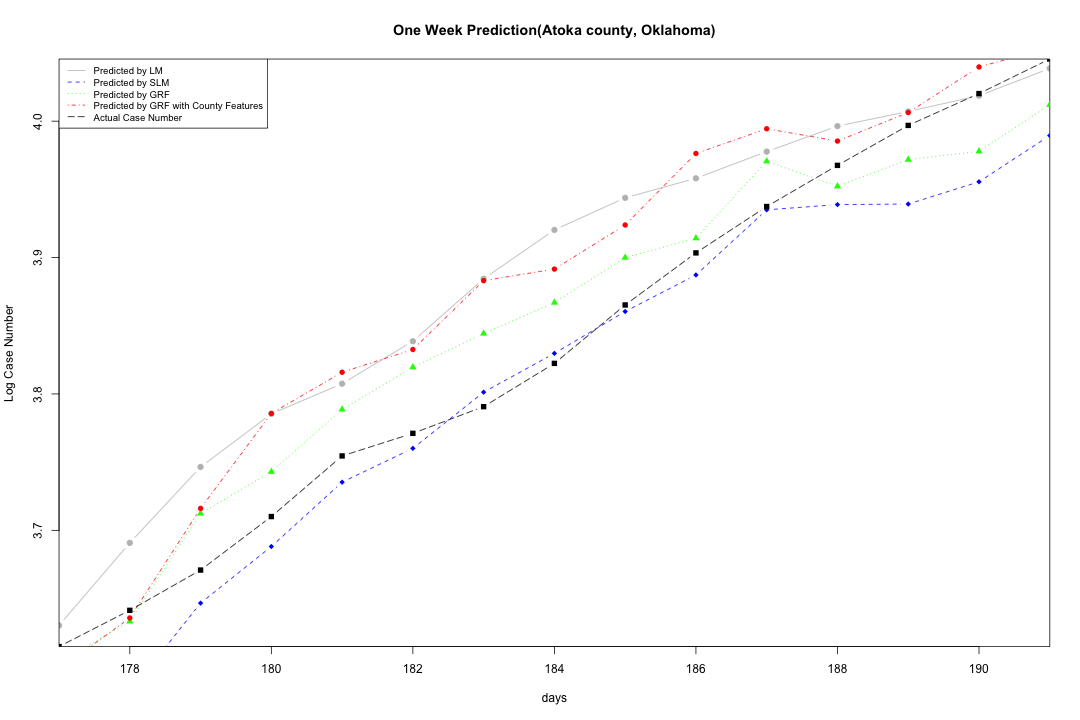 One Week Prediction(Atoka county, Oklahoma)
Predicted by LM
Predicted by SLM
Predicted by GRF
Predicted by GRF with County Features
Actual Case Number
4.0
3.9
3.8
3.7
Log Case Number
178 180 182 184 186 188 190
days